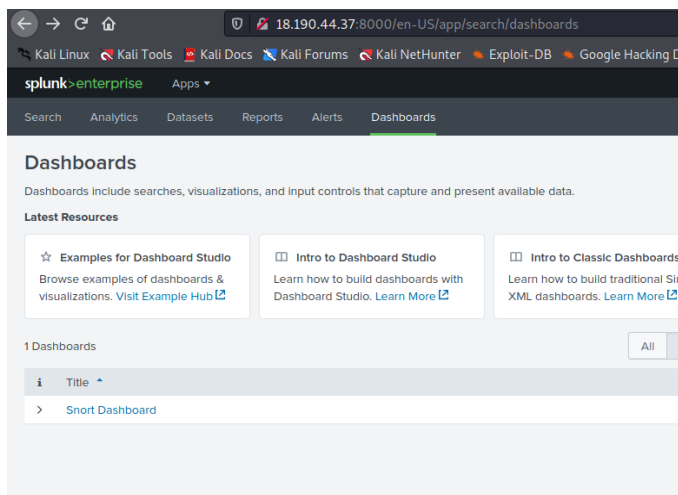 18.190.44.37:8000/en-US/app/search/dashboards
Kali Linux Kali Tools Kali Docs Kali Forums Kali NetHunter Exploit-DB Google Hacking
splunk>enterprise Apps
Search Analytics Datasets Reports Alerts Dashboards
Dashboards
Dashboards include searches, visualizations, and input controls that capture and present available data.
Latest Resources
Examples for Dashboard Studio
Browse examples of dashboards &
visualizations. Visit Example Hub
Intro to Dashboard Studio
Learn how to build dashboards with
Dashboard Studio. Learn More
Intro to Classic Dashboards
Learn how to build traditional Si
XML dashboards. Learn More
1 Dashboards
All
i Title
Snort Dashboard